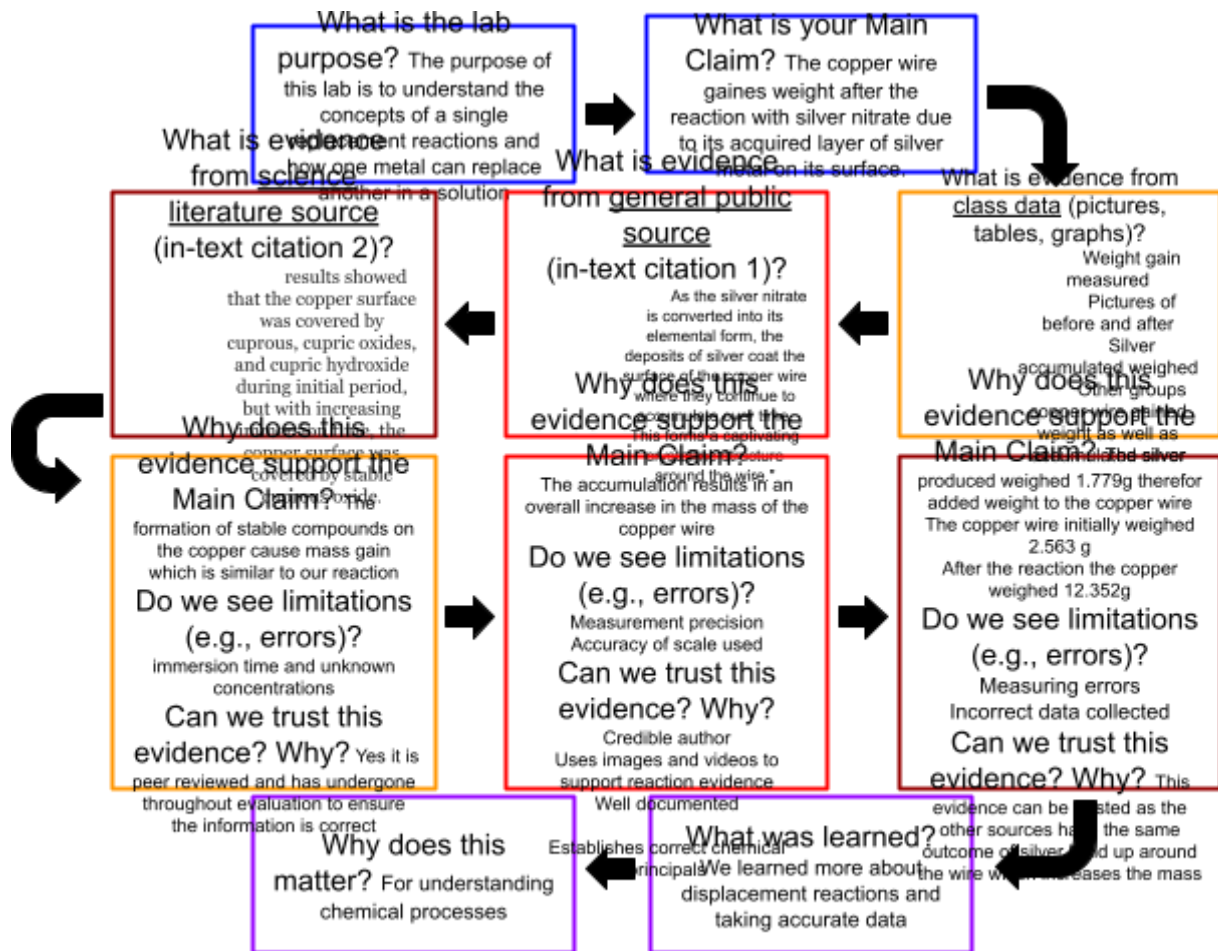 What is the lab
purpose? The purpose of
this lab is to understand the
concepts of a single
replacement reactions and
how one metal can replace
another in a solution
What is your Main
Claim? The copper wire
gaines weight after the
reaction with silver nitrate due
to its acquired layer of silver
metal on its surface.
What is evidence from
class data (pictures,
tables, graphs)?
Weight gain
measured
Pictures of
before and after
Silver
accumulated weighed
Other groups
copper wire gained
weight as well as
What is evidence
from general public
source
(in-text citation 1)?
As the silver nitrate
is converted into its
elemental form, the
deposits of silver coat the
surface of the copper wire
where they continue to
accumulate over time.
This forms a captivating
around the wire."
What is evidence
from science
literature source
(in-text citation 2)?
results showed
that the copper surface
was covered by
cuprous, cupric oxides,
and cupric hydroxide
during initial period,
but with increasing
immersion time, the
copper surface was
covered by stable
oxide.
Why does this
evidence support the
Main Claim? The
formation of stable compounds on
the copper cause mass gain
which is similar to our reaction
Do we see limitations
(e.g., errors)?
immersion time and unknown
concentrations
Can we trust this
evidence? Why? Yes it is
peer reviewed and has undergone
throughout evaluation to ensure
the information is correct
Why does this
evidence support the
Main Claim?
The accumulation results in an
overall increase in the mass of the
copper wire
Do we see limitations
(e.g., errors)?
Measurement precision
Accuracy of scale used
Can we trust this
evidence? Why?
Credible author
Uses images and videos to
support reaction evidence
Well documented
Establishes correct chemical
principals
Why does this
evidence support the
Main Claim? The silver
produced weighed 1.779g therefor
added weight to the copper wire
The copper wire initially weighed
2.563 g
After the reaction the copper
weighed 12.352g
Do we see limitations
(e.g., errors)?
Measuring errors
Incorrect data collected
Can we trust this
evidence? Why? This
evidence can be trusted as the
other sources have the same
outcome of silver build up around
the wire which increases the mass
What was learned?
We learned more about
displacement reactions and
taking accurate data
Why does this
matter? For understanding
chemical processes